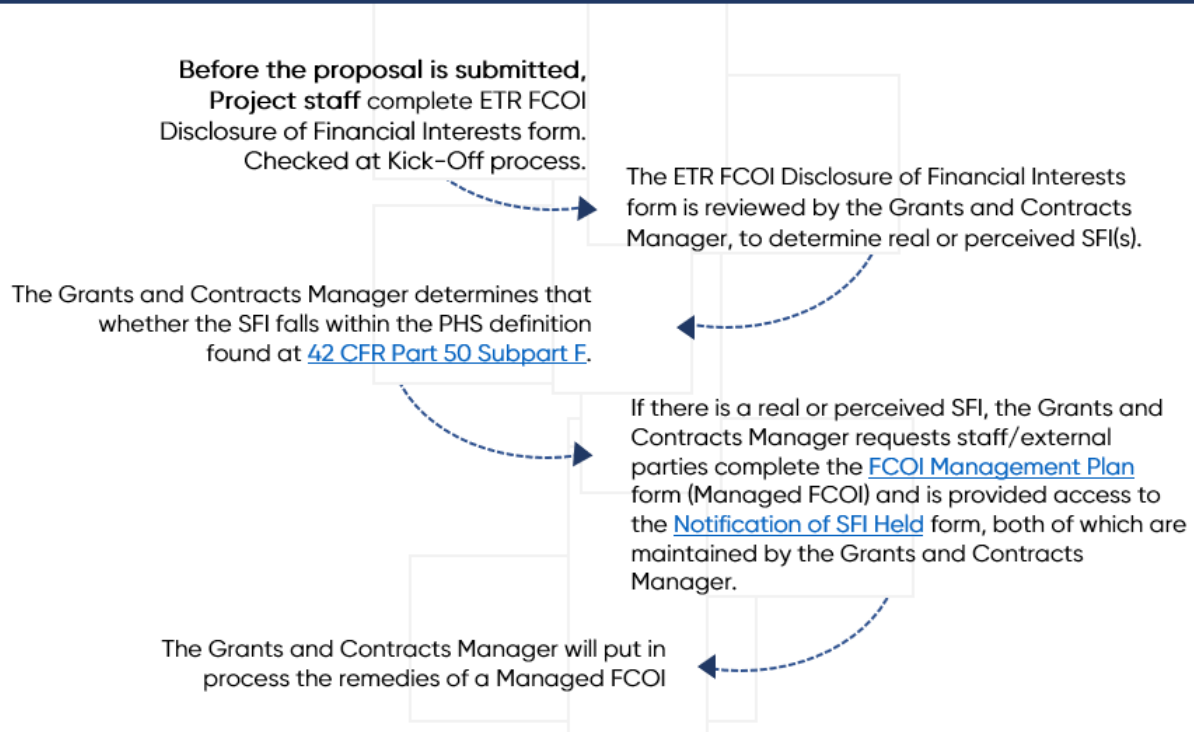 Before the proposal is submitted,
Project staff complete ETR FCOI
Disclosure of Financial Interests form.
Checked at Kick-Off process.
The ETR FCOI Disclosure of Financial Interests
form is reviewed by the Grants and Contracts
Manager, to determine real or perceived SFI(s).
The Grants and Contracts Manager determines that
whether the SFI falls within the PHS definition
found at 42 CFR Part 50 Subpart F.
If there is a real or perceived SFI, the Grants and
Contracts Manager requests staff/external
parties complete the FCOI Management Plan
form (Managed FCOI) and is provided access to
the Notification of SFI Held form, both of which are
maintained by the Grants and Contracts
Manager.
The Grants and Contracts Manager will put in
process the remedies of a Managed FCOI